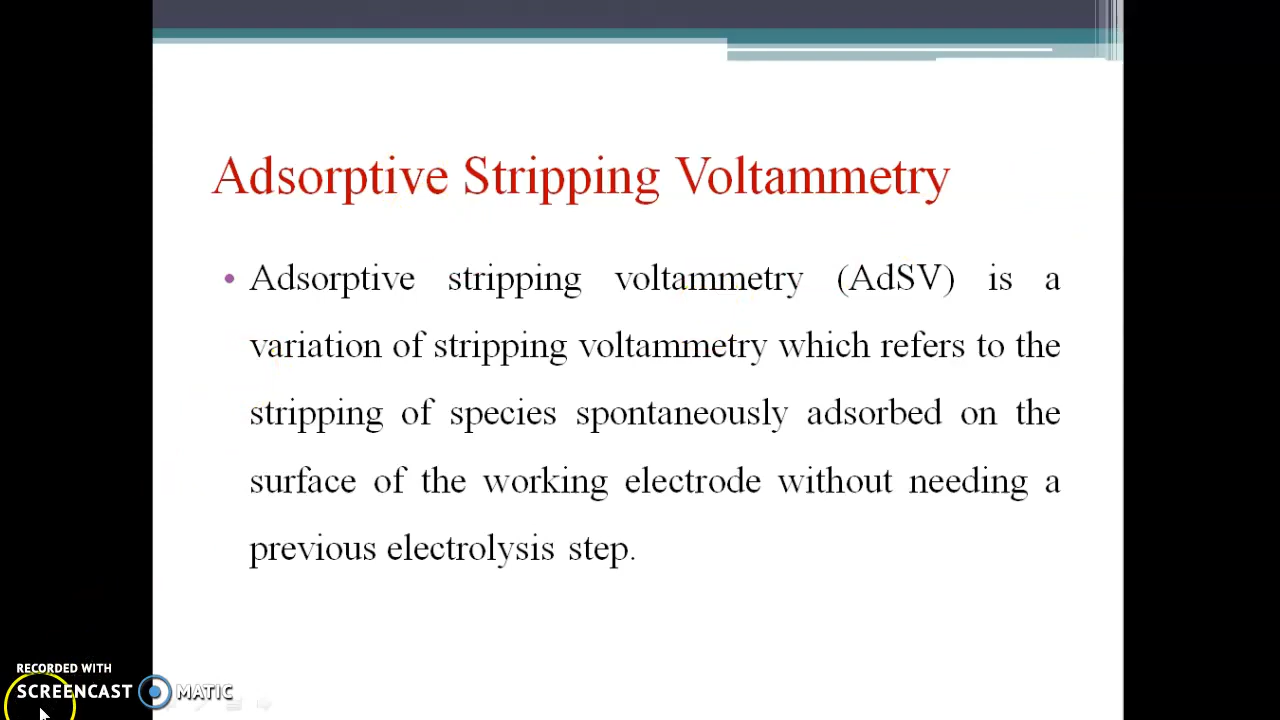 Adsorptive Stripping Voltammetry
• Adsorptive stripping voltammetry (AdSV) is a
variation of stripping voltammetry which refers to the
stripping of species spontaneously adsorbed on the
surface of the working electrode without needing a
previous electrolysis step.
RECORDED WITH
SCREENCAST MATIC